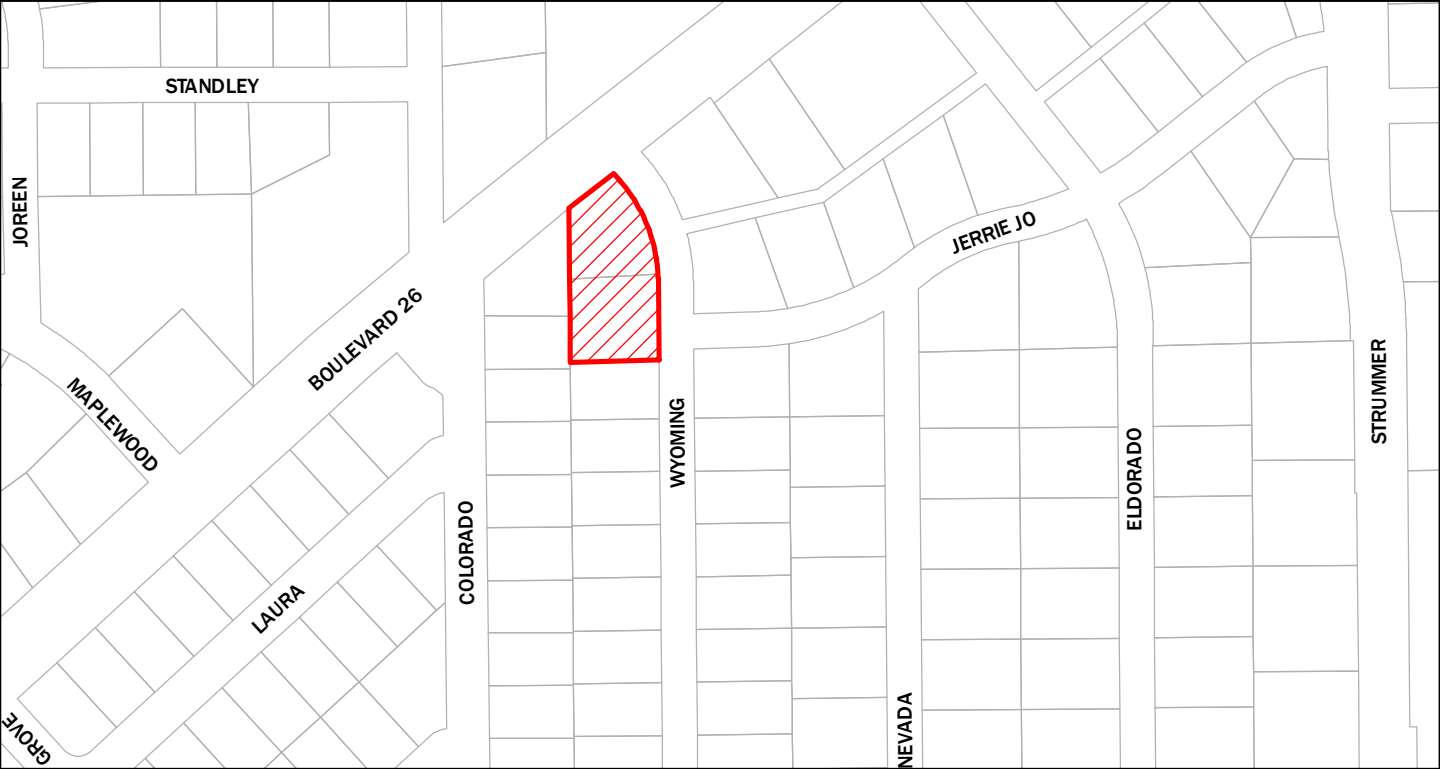 STANDLEY
JOREEN
JERRIE JO
BOULEVARD 26
MAPLEWOOD
STRUMMER
WYOMING
ELDORADO
COLORADO
LAURA
NEVADA
GROVE